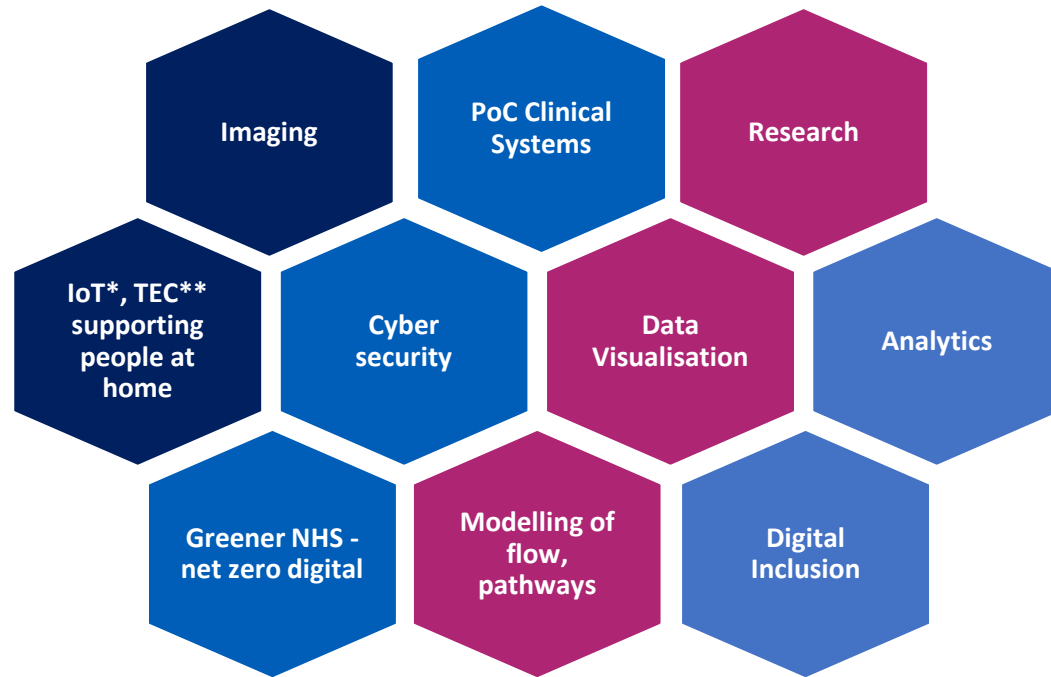 Imaging
PoC Clinical
Systems
Research
IoT*, TEC**
supporting
people at
home
Cyber
security
Data
Visualisation
Analytics
Greener NHS -
net zero digital
Modelling of
flow,
pathways
Digital
Inclusion